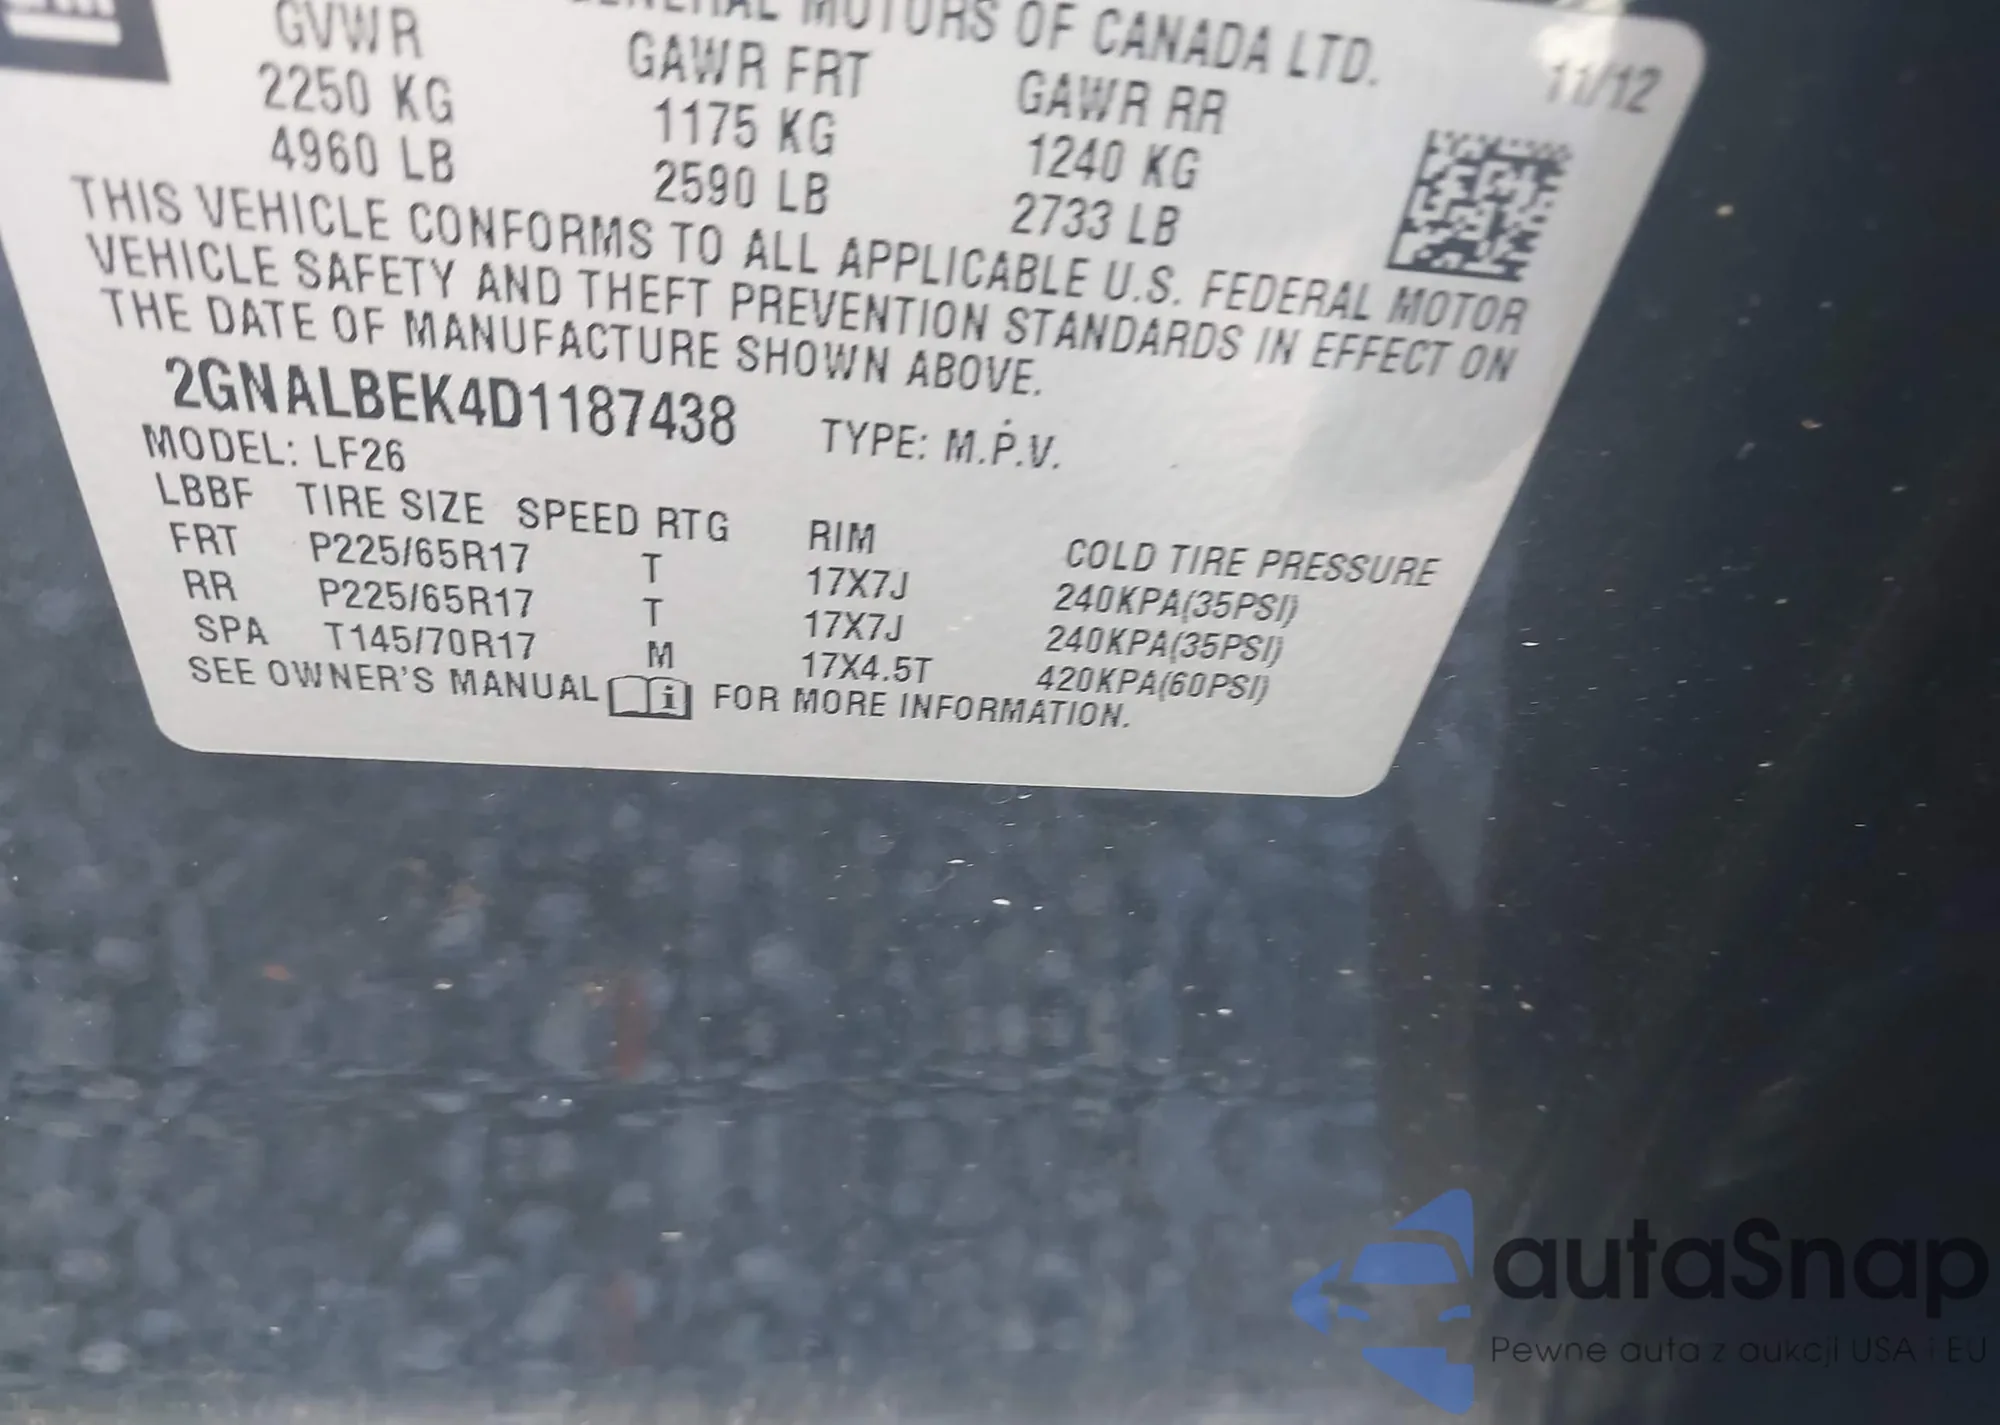 GENERAL MOTORS OF CANADA LTD.
GVWR GAWR FRT GAWR RR 11/12
2250 KG 1175 KG 1240 KG
4960 LB 2590 LB 2733 LB
THIS VEHICLE CONFORMS TO ALL APPLICABLE U.S. FEDERAL MOTOR
VEHICLE SAFETY AND THEFT PREVENTION STANDARDS IN EFFECT ON
THE DATE OF MANUFACTURE SHOWN ABOVE.
2GNALBEK4D1187438 TYPE: M.P.V.
MODEL: LF26
LBBF TIRE SIZE SPEED RTG RIM COLD TIRE PRESSURE
FRT P225/65R17 T 17X7J 240KPA(35PSI)
RR P225/65R17 T 17X7J 240KPA(35PSI)
SPA T145/70R17 M 17X4.5T 420KPA(60PSI)
SEE OWNER'S MANUAL i FOR MORE INFORMATION.
autaSnap
Pewne auta z aukcji USA i EU